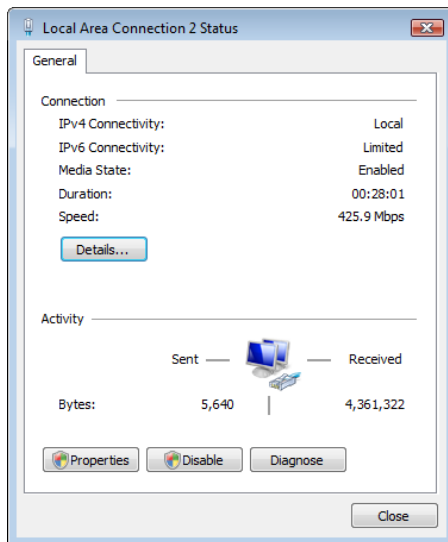 Local Area Connection 2 Status
General
Connection
IPv4 Connectivity: Local
IPv6 Connectivity: Limited
Media State: Enabled
Duration: 00:28:01
Speed: 425.9 Mbps
Details...
Activity
Sent Received
Bytes: 5,640 4,361,322
Properties Disable Diagnose
Close